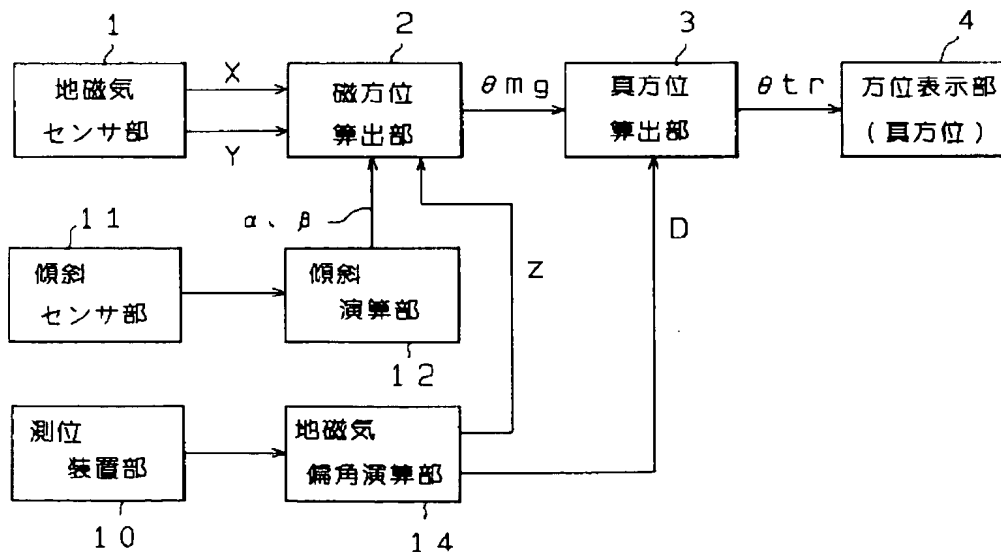 1
2
3
4
地磁気
センサ部
X
Y
磁方位
算出部
θmg
真方位
算出部
θtr
方位表示部
(真方位)
11
α、β
傾斜
センサ部
傾斜
演算部
12
Z
D
測位
装置部
10
地磁気
偏角演算部
14